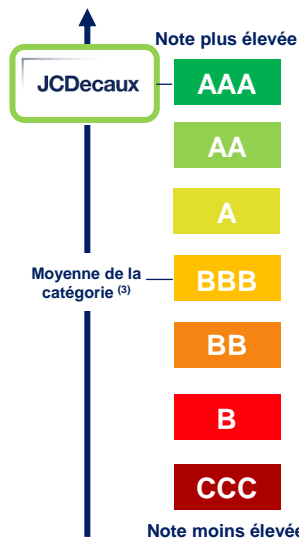 Note plus élevée
JCDecaux
AAA
AA
A
Moyenne de la
catégorie (3)
BBB
BB
B
CCC
Note moins élevée